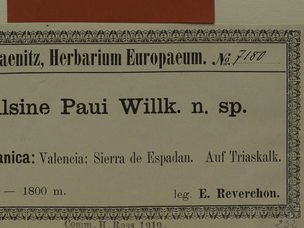 aenitz, Herbarium Europaeum. No. 7180
lsine Paui Willk. n. sp.
anica: Valencia; Sierra de Espadan. Auf Triaskalk.
— 1800 m. leg. E. Reverchon.
Comm. H. Ross 1912.